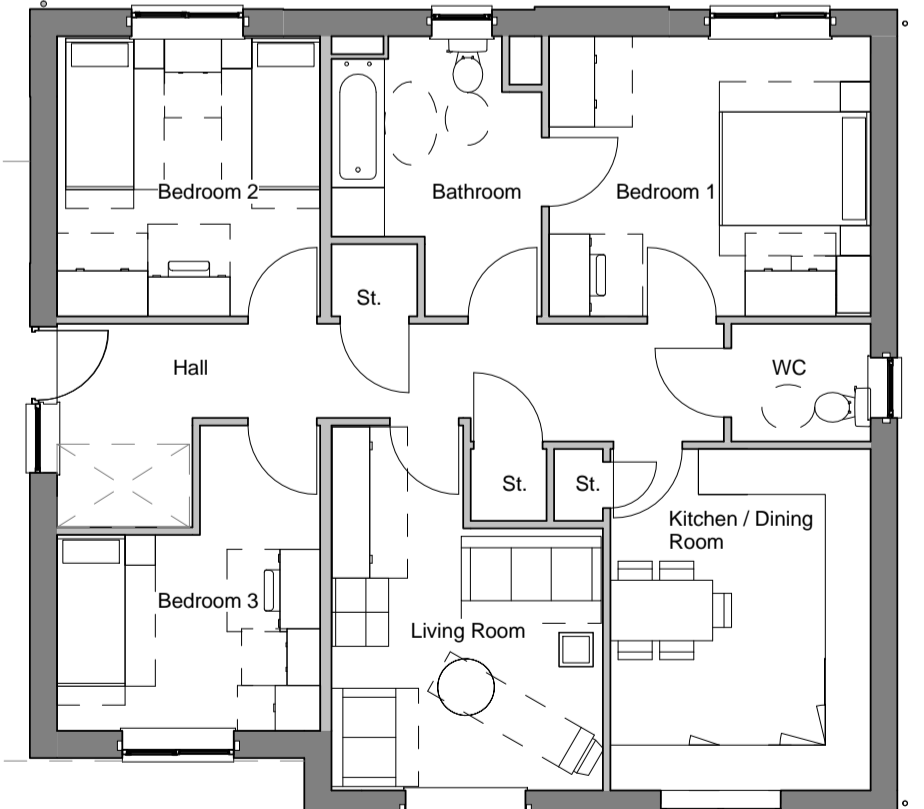 Bedroom 2
Bathroom
Bedroom 1
St.
Hall
WC
St.
St.
Kitchen / Dining
Room
Bedroom 3
Living Room